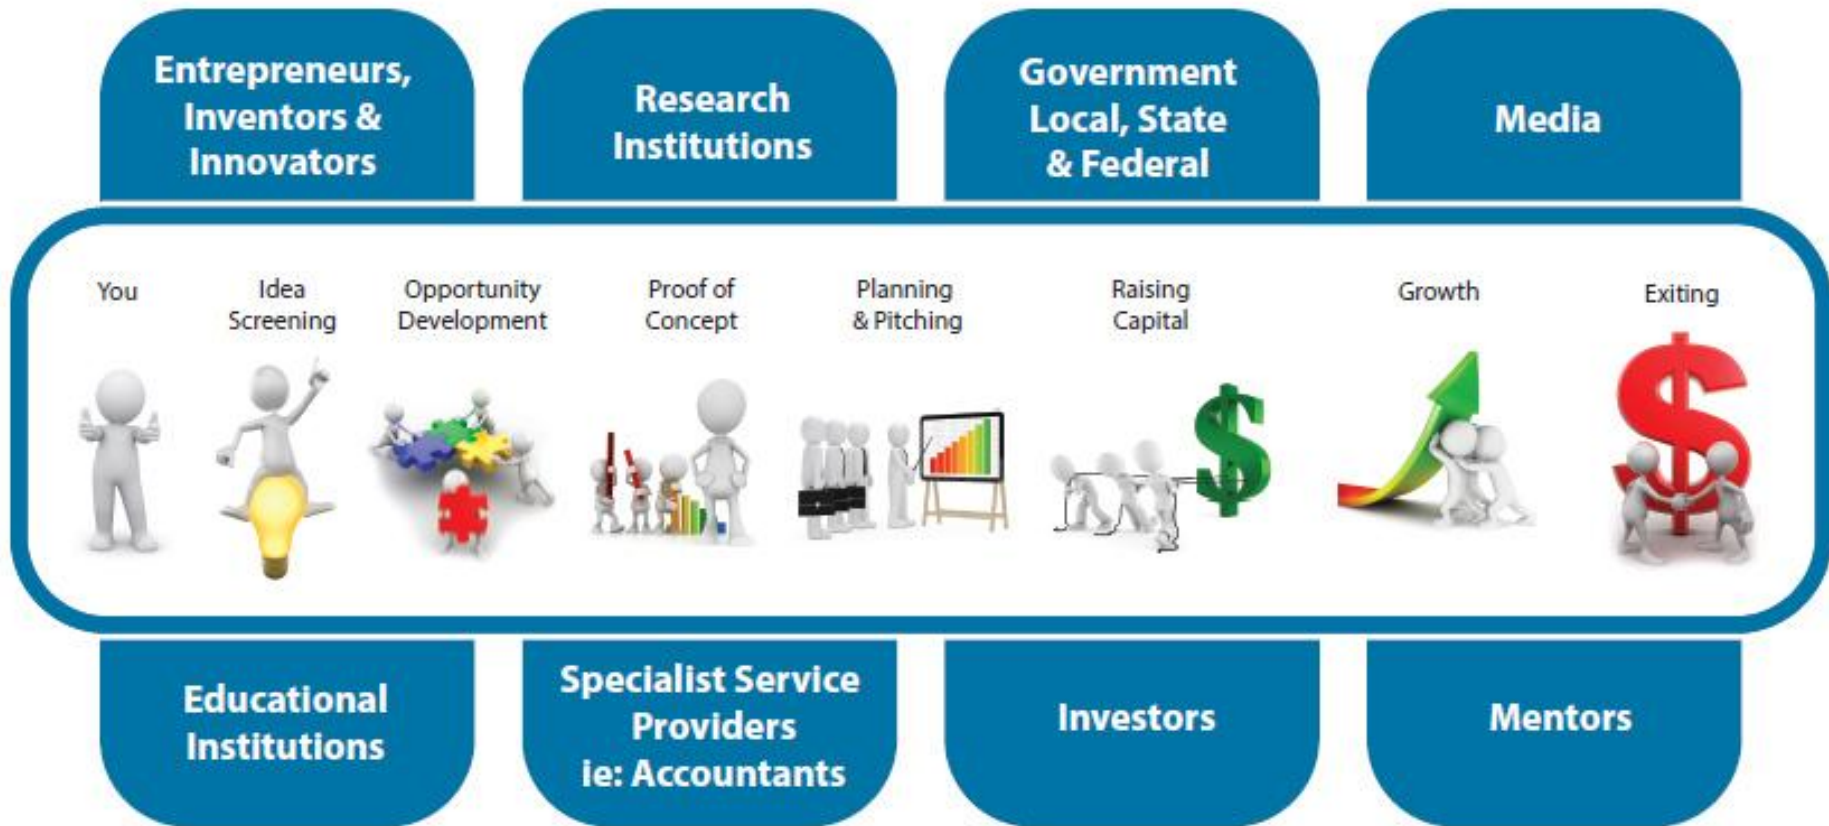 Entrepreneurs,
Inventors &
Innovators
Research
Institutions
Government
Local, State
& Federal
Media
You
Idea
Screening
Opportunity
Development
Proof of
Concept
Planning
& Pitching
Raising
Capital
Growth
Exiting
Educational
Institutions
Specialist Service
Providers
ie: Accountants
Investors
Mentors